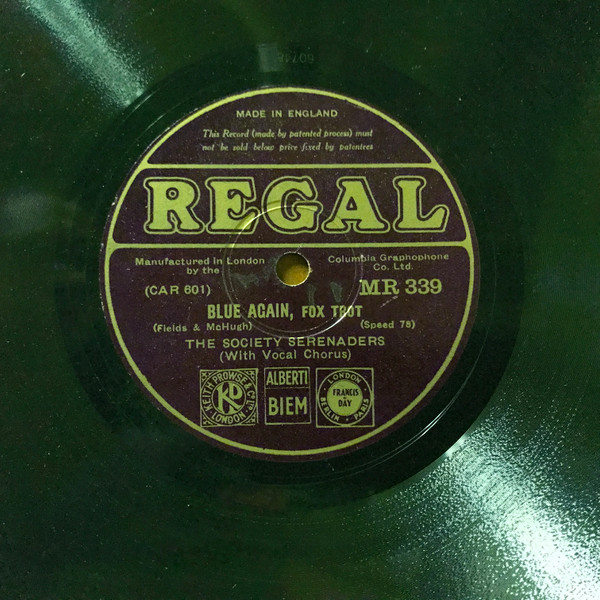 MADE IN ENGLAND
This Record (made by patented process) must
not be sold below price fixed by patentees
REGAL
Manufactured in London
by the
Columbia Graphophone
Co. Ltd.
(CAR 601)
MR 339
BLUE AGAIN, FOX TROT
(Fields & McHugh)
(Speed 78)
THE SOCIETY SERENADERS
(With Vocal Chorus)
KEITH PROWSE & Co Ltd
LONDON
KP
ALBERTI
BIEM
LONDON
FRANCIS
DAY
BERLIN
PARIS